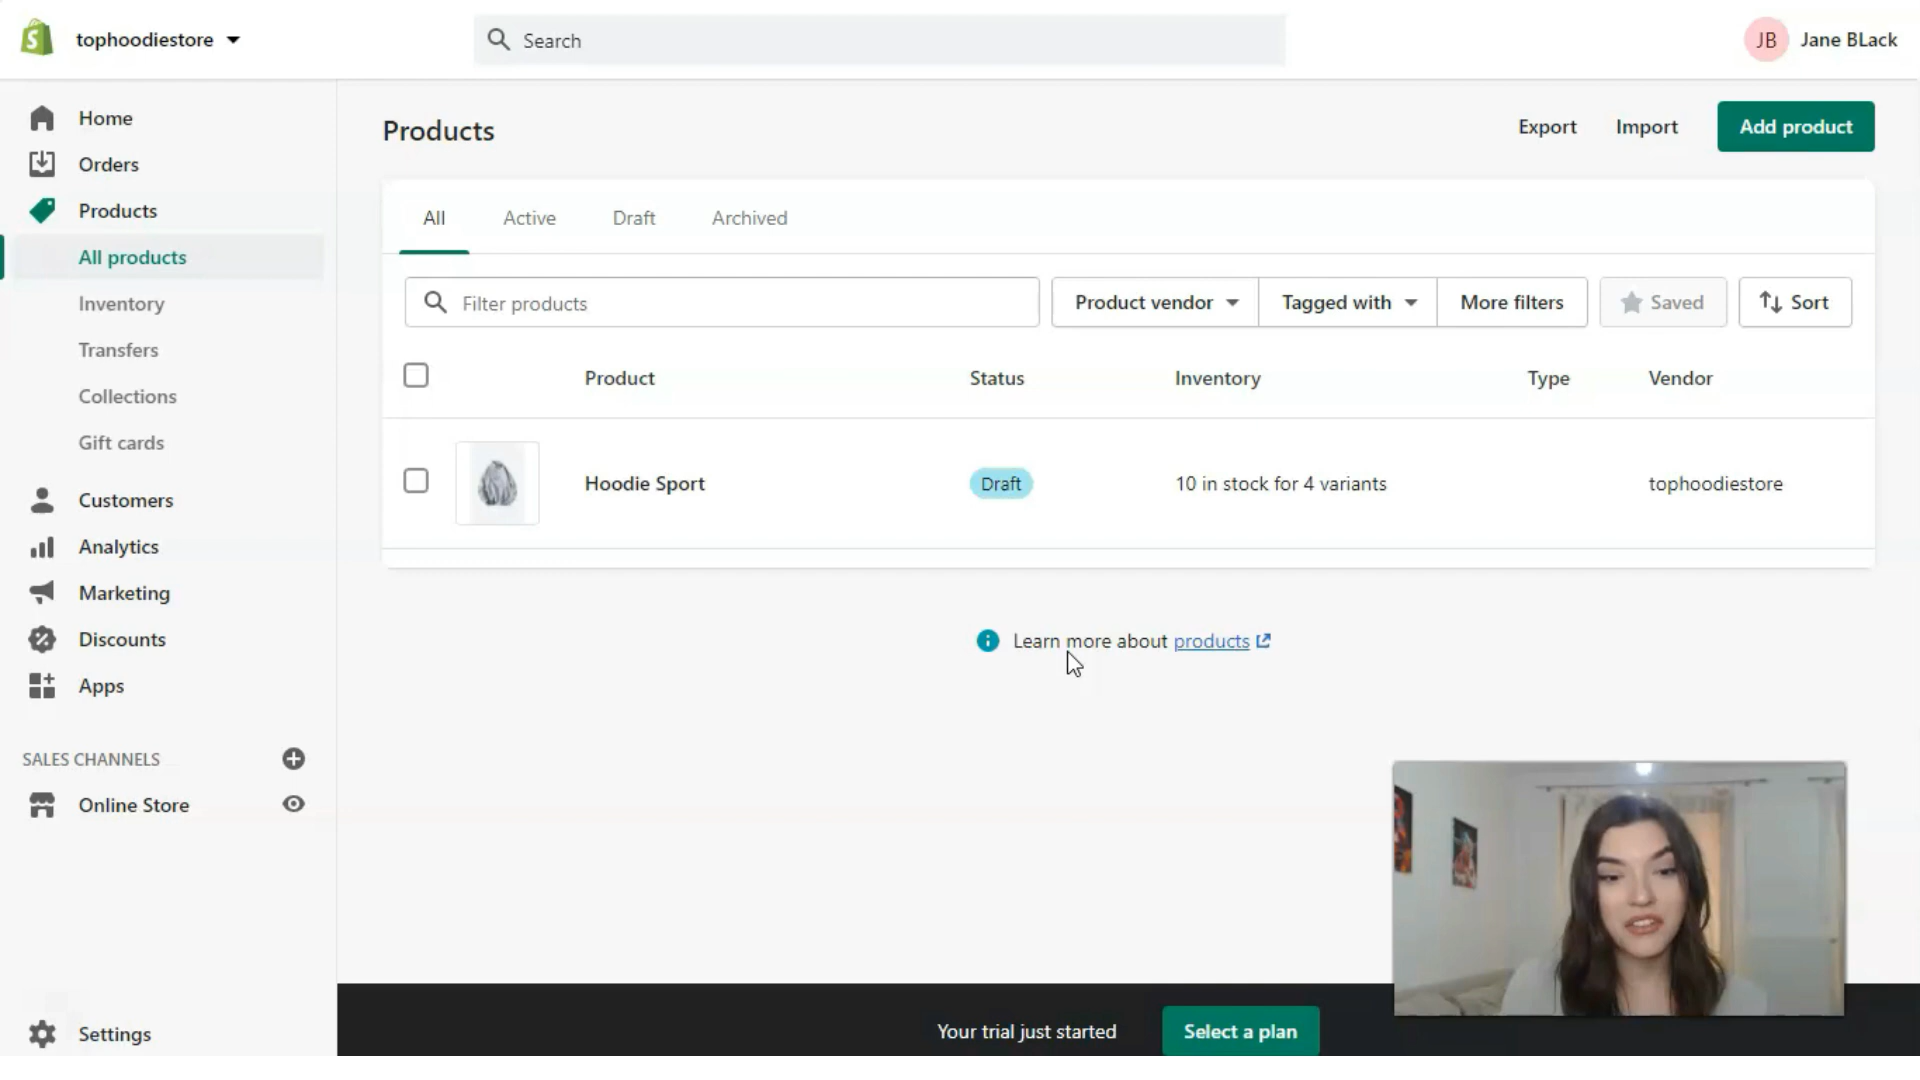 tophoodiestore
Search
JB Jane BLack
Home
Orders
Products
All products
Inventory
Transfers
Collections
Gift cards
Customers
Analytics
Marketing
Discounts
Apps
SALES CHANNELS
Online Store
Settings
Products
Export Import Add product
All Active Draft Archived
Filter products Product vendor Tagged with More filters Saved Sort
Product Status Inventory Type Vendor
Hoodie Sport Draft 10 in stock for 4 variants tophoodiestore
Learn more about products
Your trial just started Select a plan